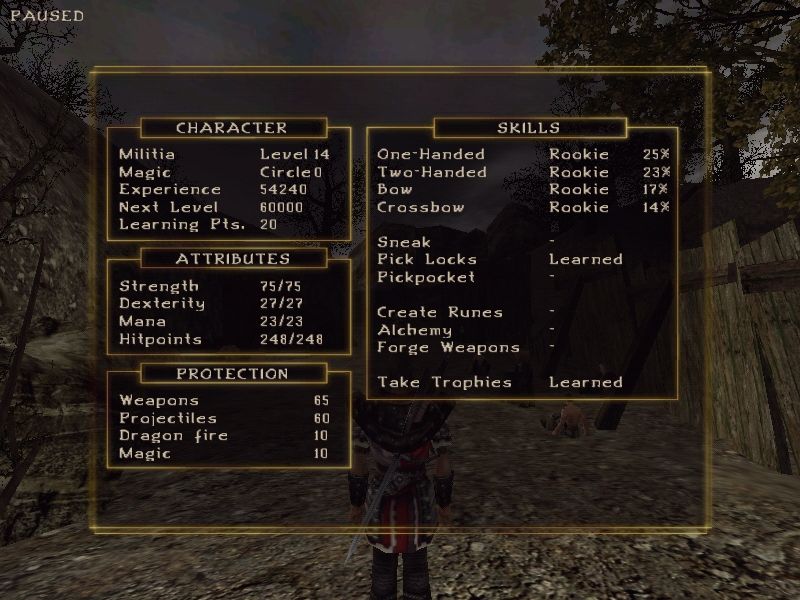 PAUSED
CHARACTER
Militia Level 14
Magic Circle 0
Experience 54240
Next Level 60000
Learning Pts. 20
ATTRIBUTES
Strength 75/75
Dexterity 27/27
Mana 23/23
Hitpoints 248/248
PROTECTION
Weapons 65
Projectiles 60
Dragon fire 10
Magic 10
SKILLS
One-Handed Rookie 25%
Two-Handed Rookie 23%
Bow Rookie 17%
Crossbow Rookie 14%
Sneak -
Pick Locks Learned
Pickpocket -
Create Runes -
Alchemy -
Forge Weapons -
Take Trophies Learned